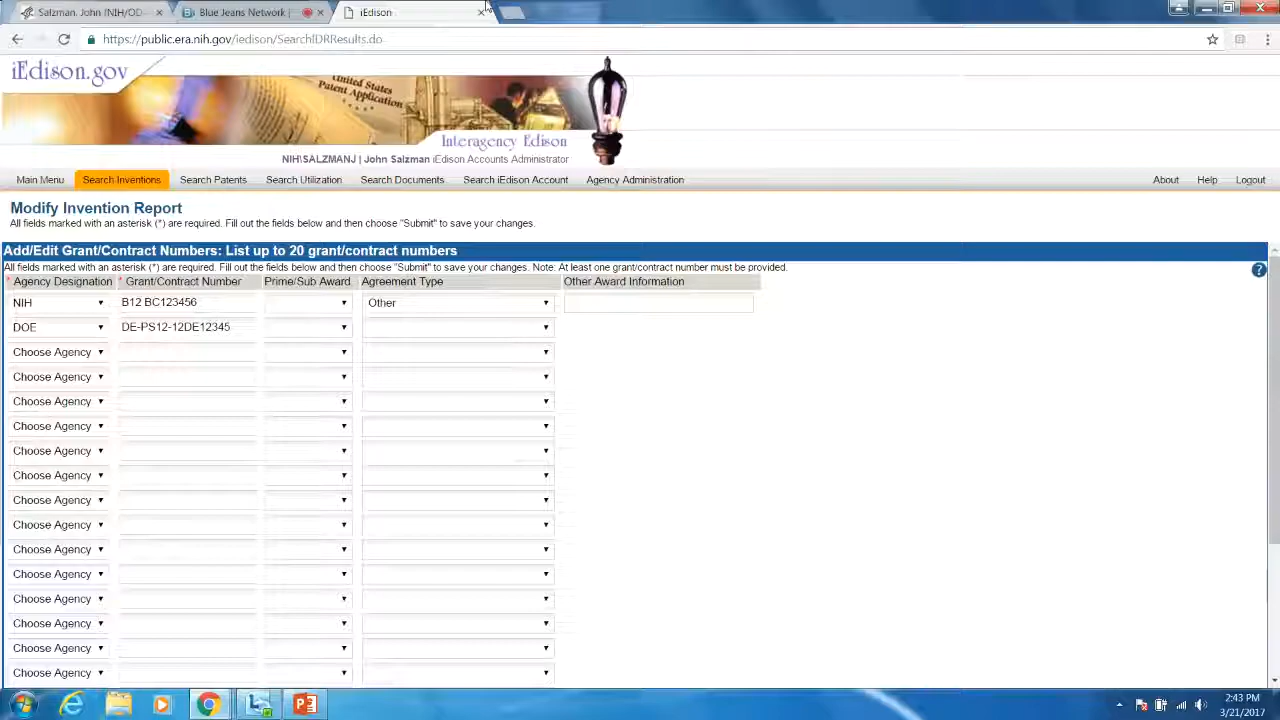 Salzman, John (NIH/OD- × Blue Jeans Network | × iEdison ×
https://public.era.nih.gov/iedison/SearchIDRResults.do
iEdison.gov
United States
Patent Application
Interagency Edison
NIH\SALZMANJ | John Salzman iEdison Accounts Administrator
Main Menu Search Inventions Search Patents Search Utilization Search Documents Search iEdison Account Agency Administration About Help Logout
Modify Invention Report
All fields marked with an asterisk (*) are required. Fill out the fields below and then choose "Submit" to save your changes.
Add/Edit Grant/Contract Numbers: List up to 20 grant/contract numbers
All fields marked with an asterisk (*) are required. Fill out the fields below and then choose "Submit" to save your changes. Note: At least one grant/contract number must be provided.
* Agency Designation * Grant/Contract Number Prime/Sub Award Agreement Type Other Award Information
NIH B12 BC123456 Other
DOE DE-PS12-12DE12345
Choose Agency
Choose Agency
Choose Agency
Choose Agency
Choose Agency
Choose Agency
Choose Agency
Choose Agency
Choose Agency
Choose Agency
Choose Agency
Choose Agency
Choose Agency
Choose Agency
2:43 PM
3/21/2017